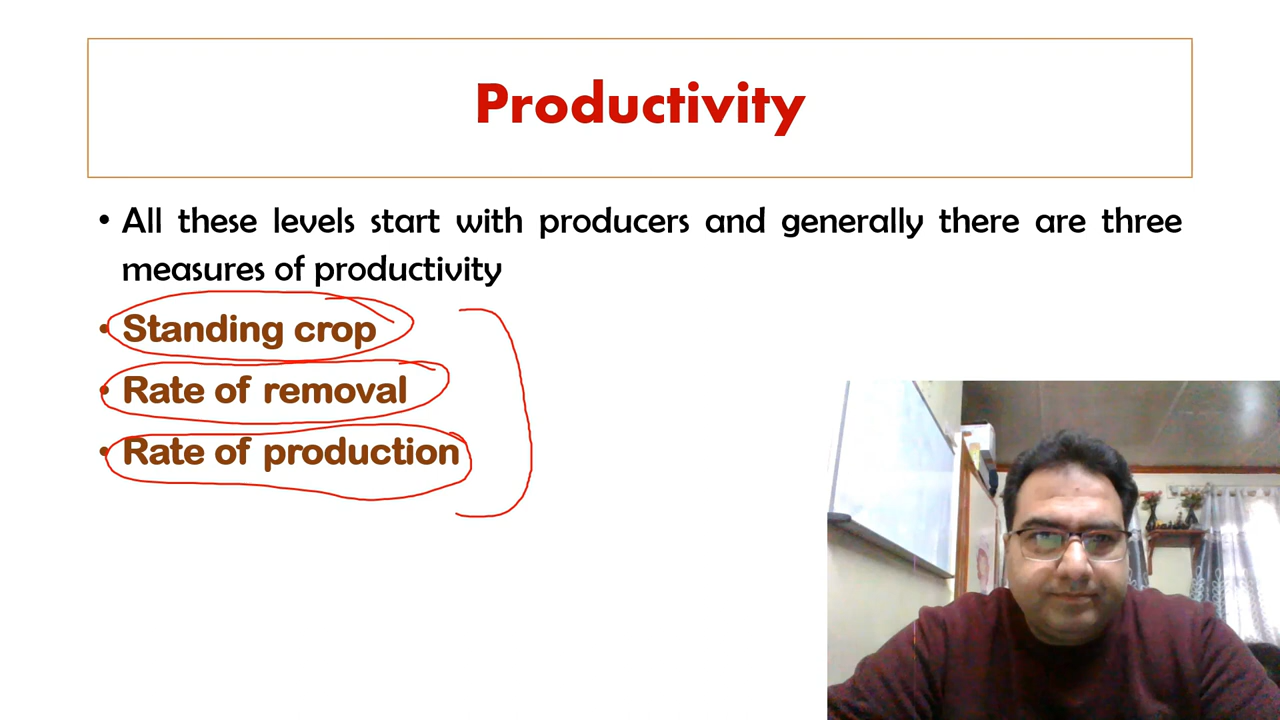 Productivity
• All these levels start with producers and generally there are three
measures of productivity
• Standing crop
• Rate of removal
• Rate of production